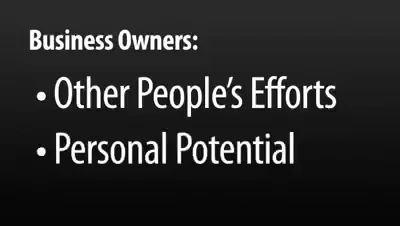 Business Owners:
• Other People's Efforts
• Personal Potential